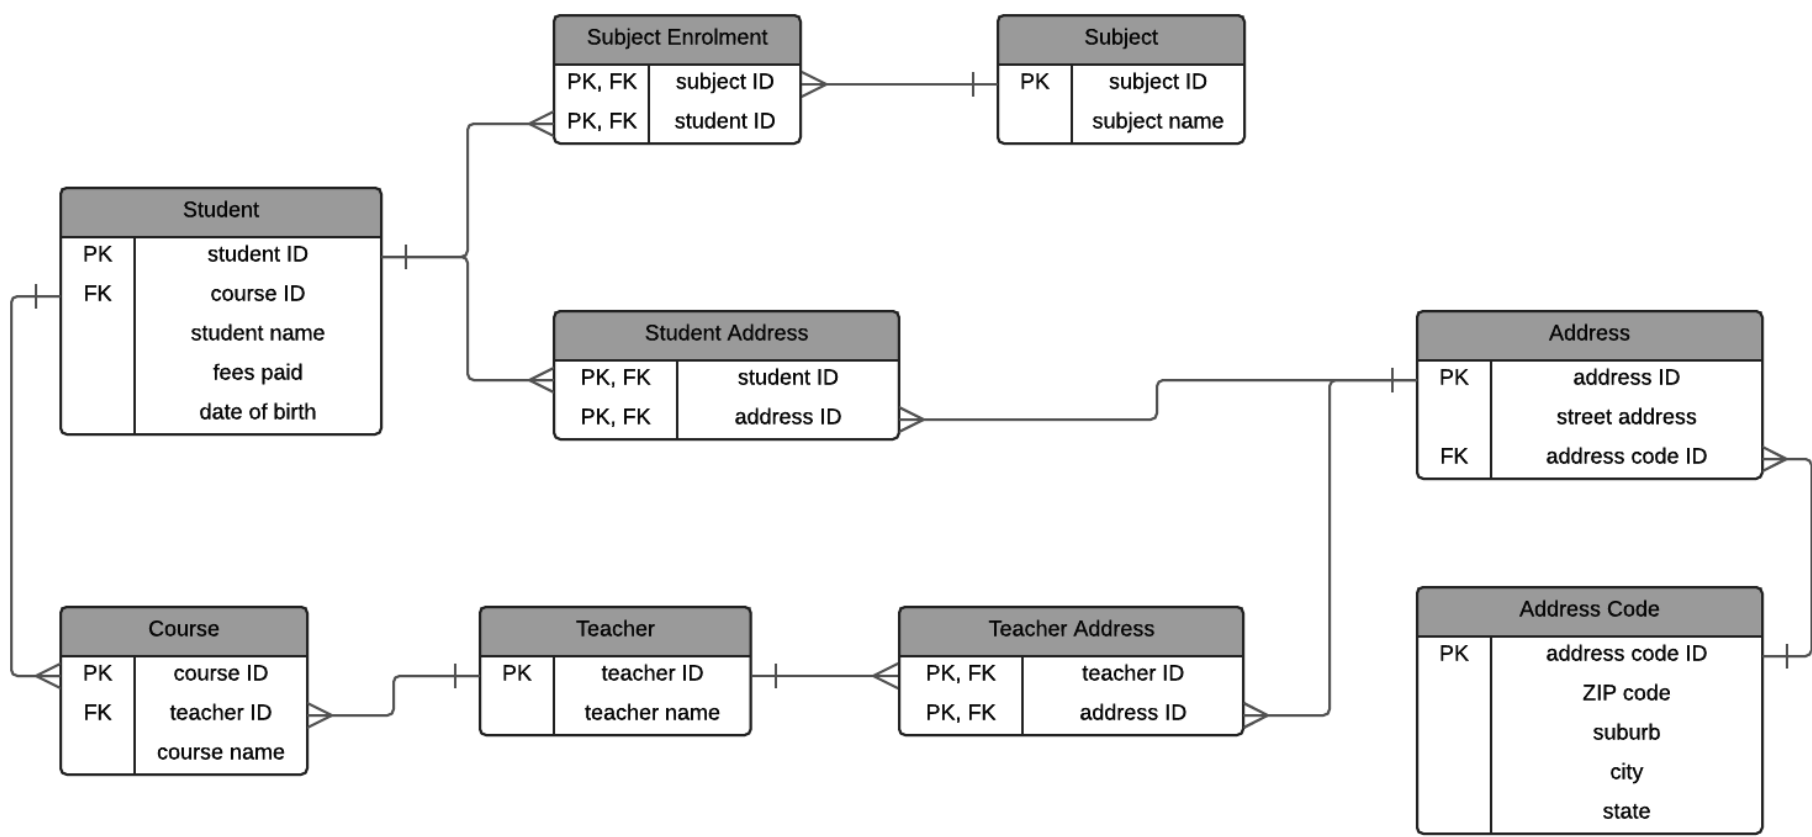 Subject Enrolment
PK, FK subject ID
PK, FK student ID
Subject
PK subject ID
subject name
Student
PK student ID
FK course ID
student name
fees paid
date of birth
Student Address
PK, FK student ID
PK, FK address ID
Address
PK address ID
street address
FK address code ID
Course
PK course ID
FK teacher ID
course name
Teacher
PK teacher ID
teacher name
Teacher Address
PK, FK teacher ID
PK, FK address ID
Address Code
PK address code ID
ZIP code
suburb
city
state